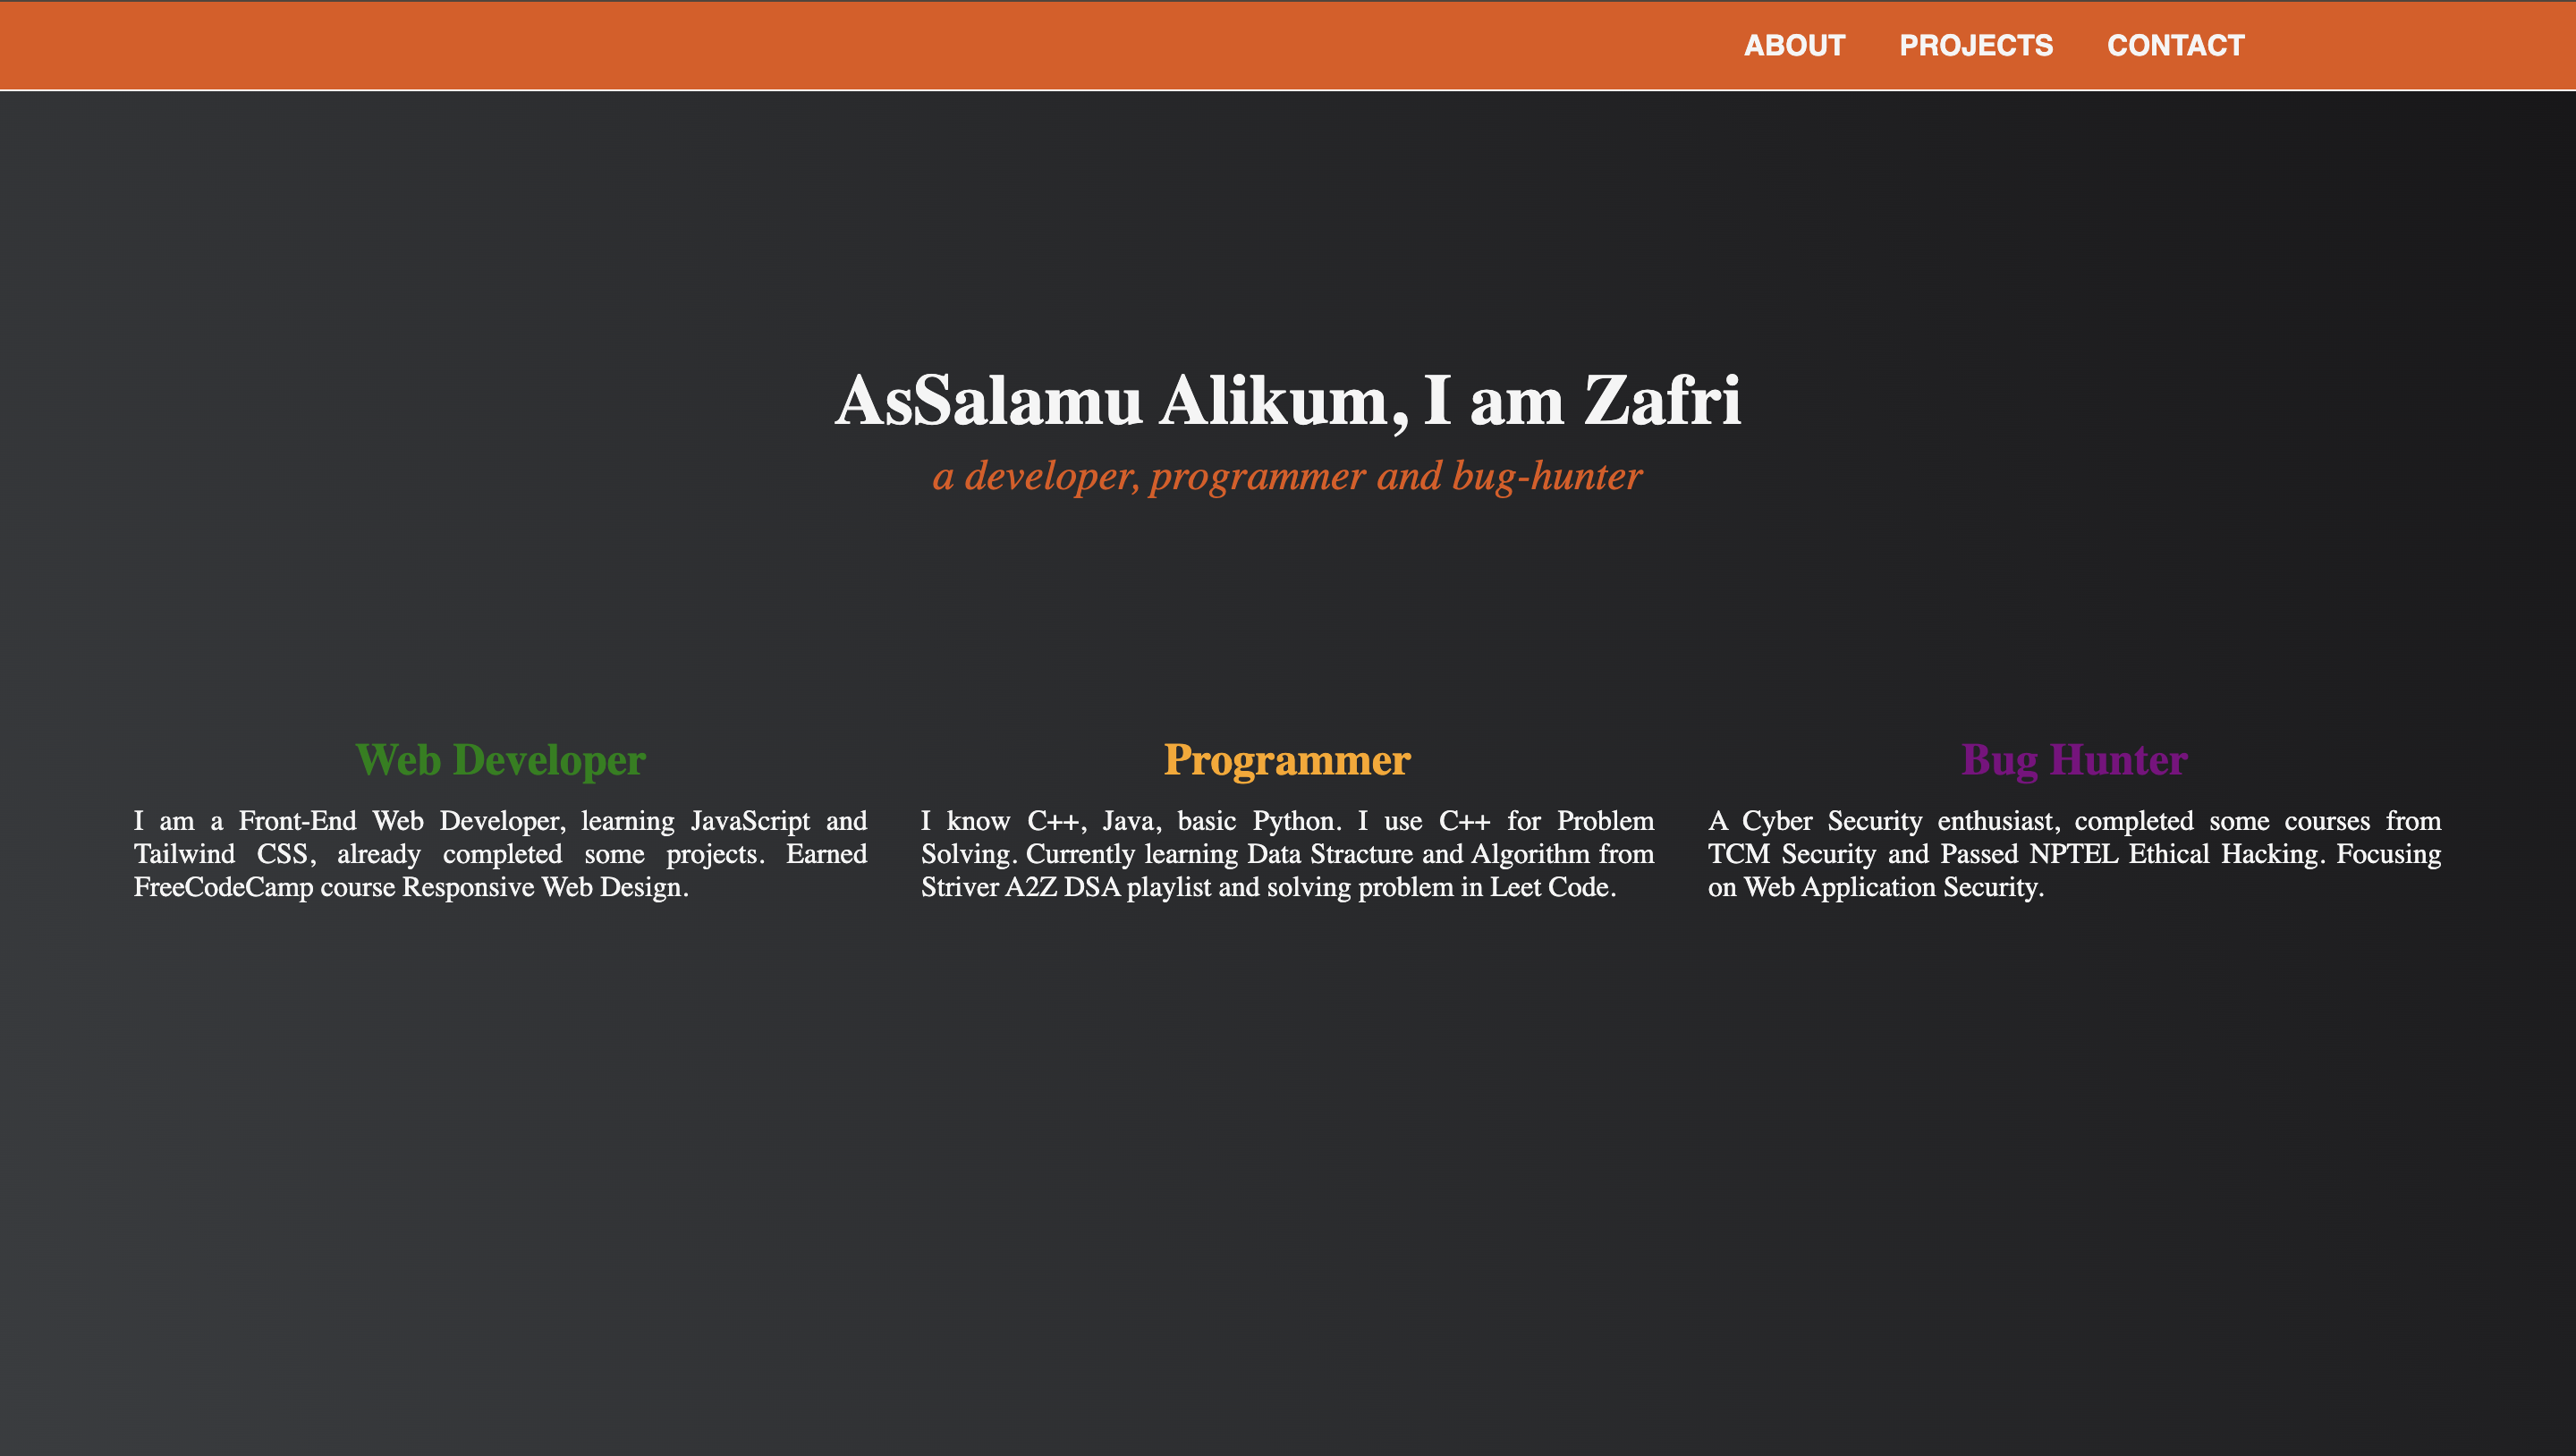 ABOUT PROJECTS CONTACT
AsSalamu Alikum, I am Zafri
a developer, programmer and bug-hunter
Web Developer
I am a Front-End Web Developer, learning JavaScript and
Tailwind CSS, already completed some projects. Earned
FreeCodeCamp course Responsive Web Design.
Programmer
I know C++, Java, basic Python. I use C++ for Problem
Solving. Currently learning Data Stracture and Algorithm from
Striver A2Z DSA playlist and solving problem in Leet Code.
Bug Hunter
A Cyber Security enthusiast, completed some courses from
TCM Security and Passed NPTEL Ethical Hacking. Focusing
on Web Application Security.